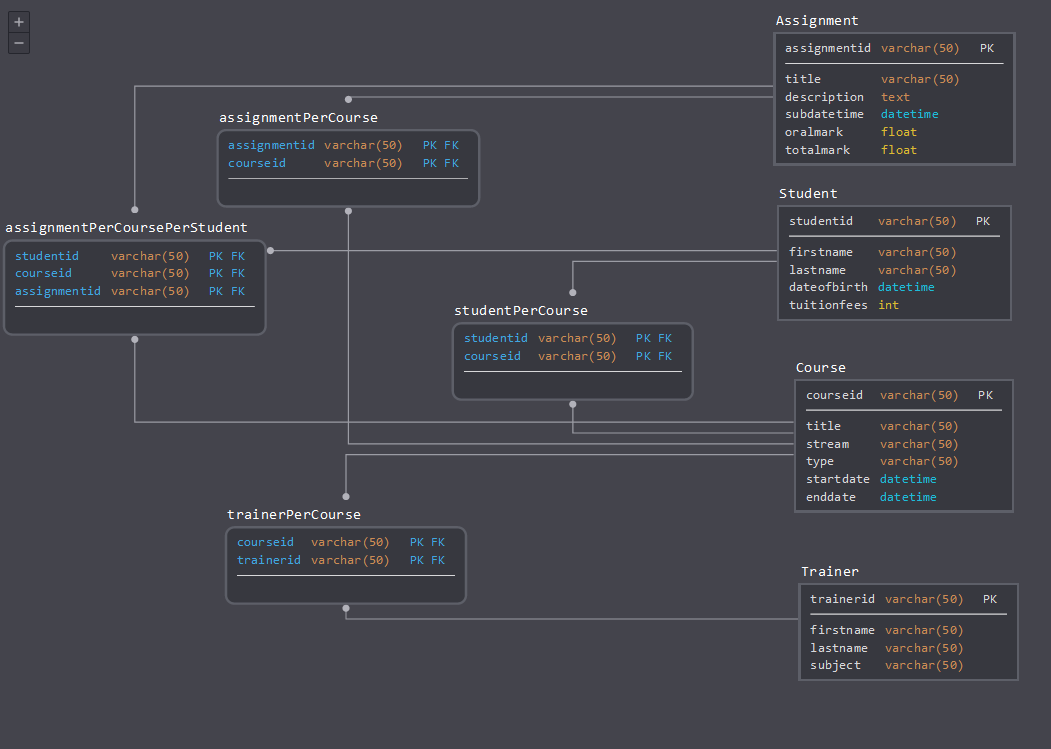 +
−
Assignment
assignmentid varchar(50) PK
title varchar(50)
description text
subdatetime datetime
oralmark float
totalmark float
assignmentPerCourse
assignmentid varchar(50) PK FK
courseid varchar(50) PK FK
Student
studentid varchar(50) PK
firstname varchar(50)
lastname varchar(50)
dateofbirth datetime
tuitionfees int
assignmentPerCoursePerStudent
studentid varchar(50) PK FK
courseid varchar(50) PK FK
assignmentid varchar(50) PK FK
studentPerCourse
studentid varchar(50) PK FK
courseid varchar(50) PK FK
Course
courseid varchar(50) PK
title varchar(50)
stream varchar(50)
type varchar(50)
startdate datetime
enddate datetime
trainerPerCourse
courseid varchar(50) PK FK
trainerid varchar(50) PK FK
Trainer
trainerid varchar(50) PK
firstname varchar(50)
lastname varchar(50)
subject varchar(50)